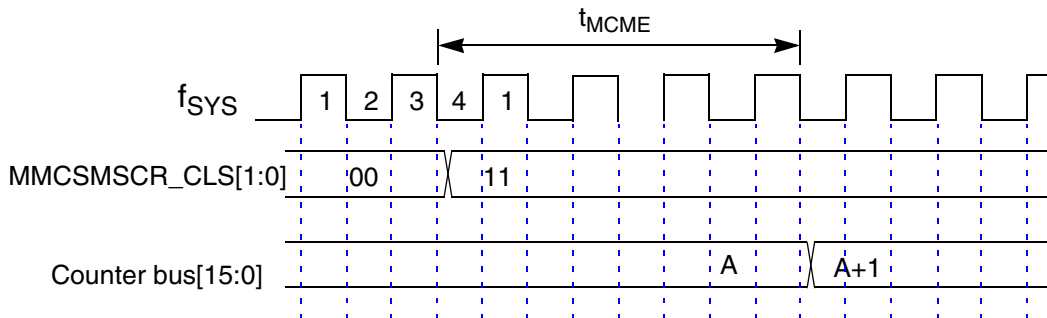 tMCME
fSYS
1 2 3 4 1
MMCSMSCR_CLS[1:0] 00 11
Counter bus[15:0] A A+1